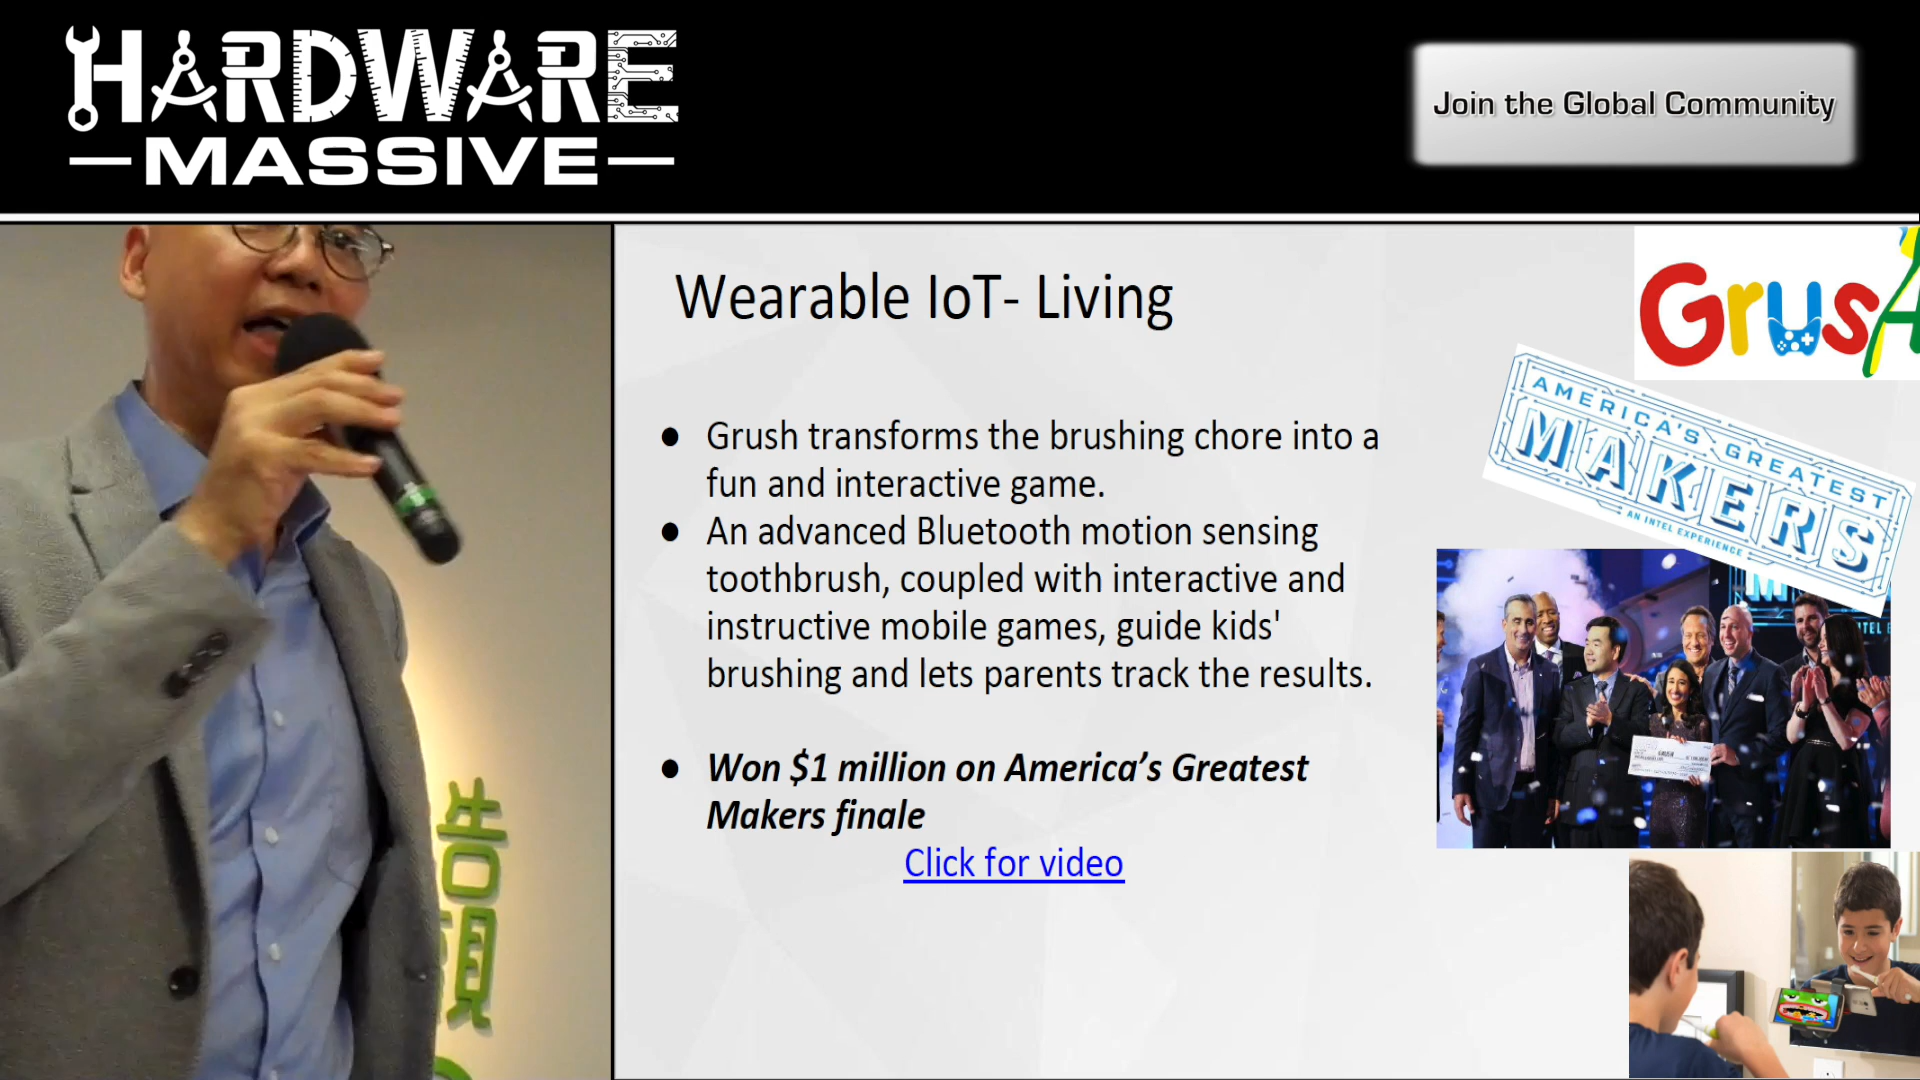 HARDWARE
MASSIVE
Join the Global Community
Wearable IoT- Living
Grus
AMERICA'S GREATEST
MAKERS
AN INTEL EXPERIENCE
● Grush transforms the brushing chore into a
fun and interactive game.
● An advanced Bluetooth motion sensing
toothbrush, coupled with interactive and
instructive mobile games, guide kids'
brushing and lets parents track the results.
● Won $1 million on America’s Greatest
Makers finale
Click for video
告